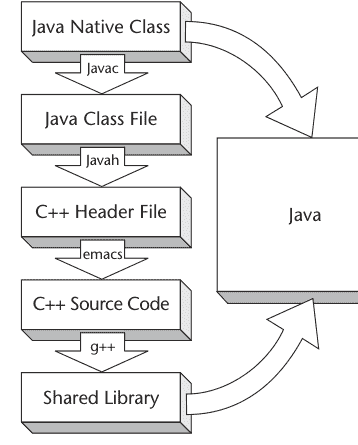 Java Native Class
Javac
Java Class File
Javah
C++ Header File
Java
emacs
C++ Source Code
g++
Shared Library